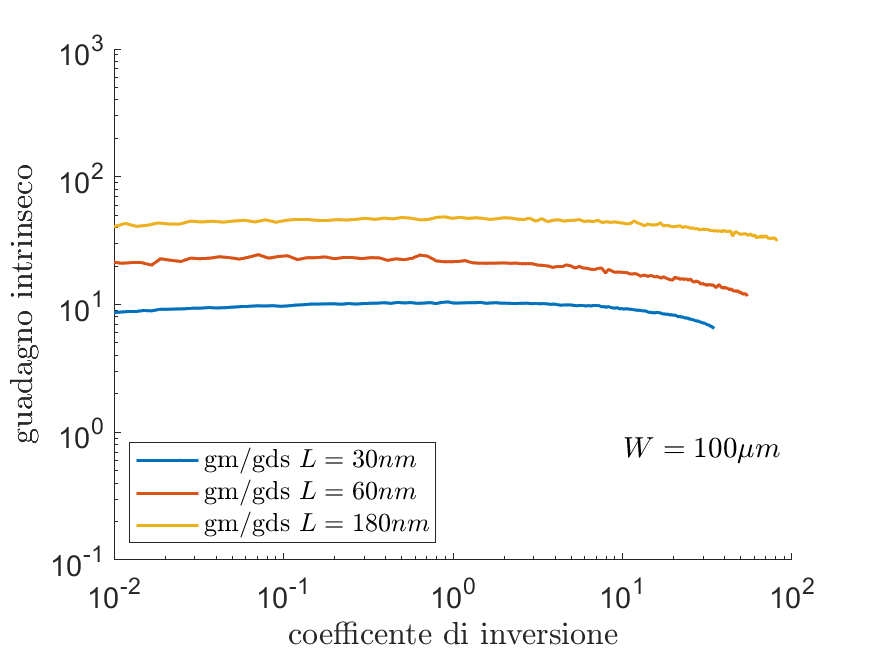 10^3
10^2
10^1
10^0
10^-1
guadagno intrinseco
W = 100µm
gm/gds L = 30nm
gm/gds L = 60nm
gm/gds L = 180nm
10^-2 10^-1 10^0 10^1 10^2
coefficente di inversione